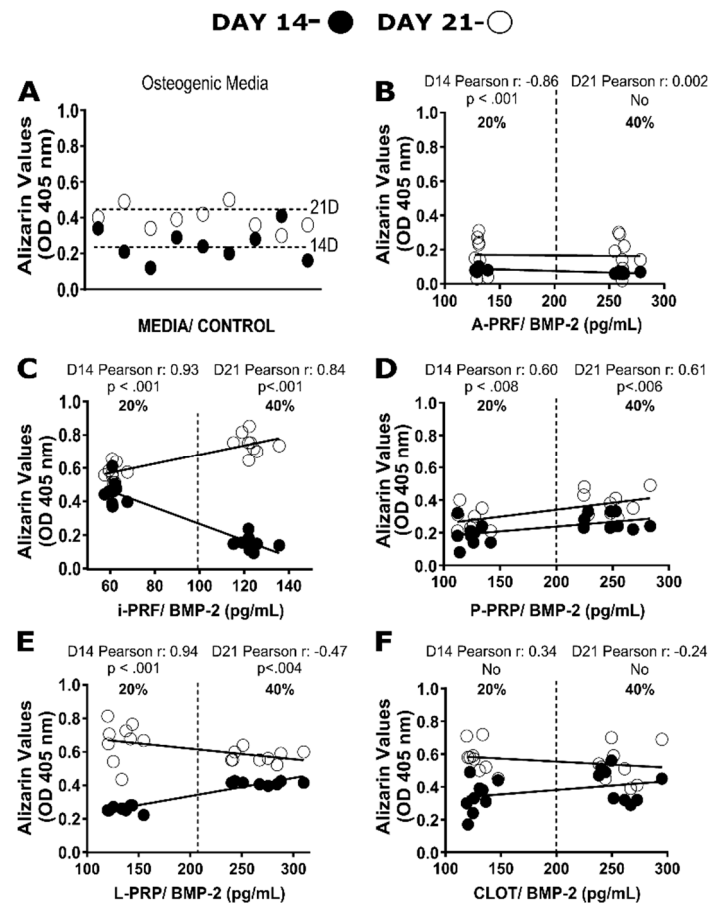 DAY 14- DAY 21-
A
Osteogenic Media
Alizarin Values
(OD 405 nm)
1.0
0.8
0.6
0.4
0.2
0.0
21D
14D
MEDIA/ CONTROL
B
D14 Pearson r: -0.86 D21 Pearson r: 0.002
p < .001 No
20% 40%
Alizarin Values
(OD 405 nm)
1.0
0.8
0.6
0.4
0.2
0.0
100 150 200 250 300
A-PRF/ BMP-2 (pg/mL)
C
D14 Pearson r: 0.93 D21 Pearson r: 0.84
p < .001 p<.001
20% 40%
Alizarin Values
(OD 405 nm)
1.0
0.8
0.6
0.4
0.2
0.0
60 80 100 120 140
i-PRF/ BMP-2 (pg/mL)
D
D14 Pearson r: 0.60 D21 Pearson r: 0.61
p < .008 p<.006
20% 40%
Alizarin Values
(OD 405 nm)
1.0
0.8
0.6
0.4
0.2
0.0
100 150 200 250 300
P-PRP/ BMP-2 (pg/mL)
E
D14 Pearson r: 0.94 D21 Pearson r: -0.47
p < .001 p<.004
20% 40%
Alizarin Values
(OD 405 nm)
1.0
0.8
0.6
0.4
0.2
0.0
100 150 200 250 300
L-PRP/ BMP-2 (pg/mL)
F
D14 Pearson r: 0.34 D21 Pearson r: -0.24
No No
20% 40%
Alizarin Values
(OD 405 nm)
1.0
0.8
0.6
0.4
0.2
0.0
100 150 200 250 300
CLOT/ BMP-2 (pg/mL)